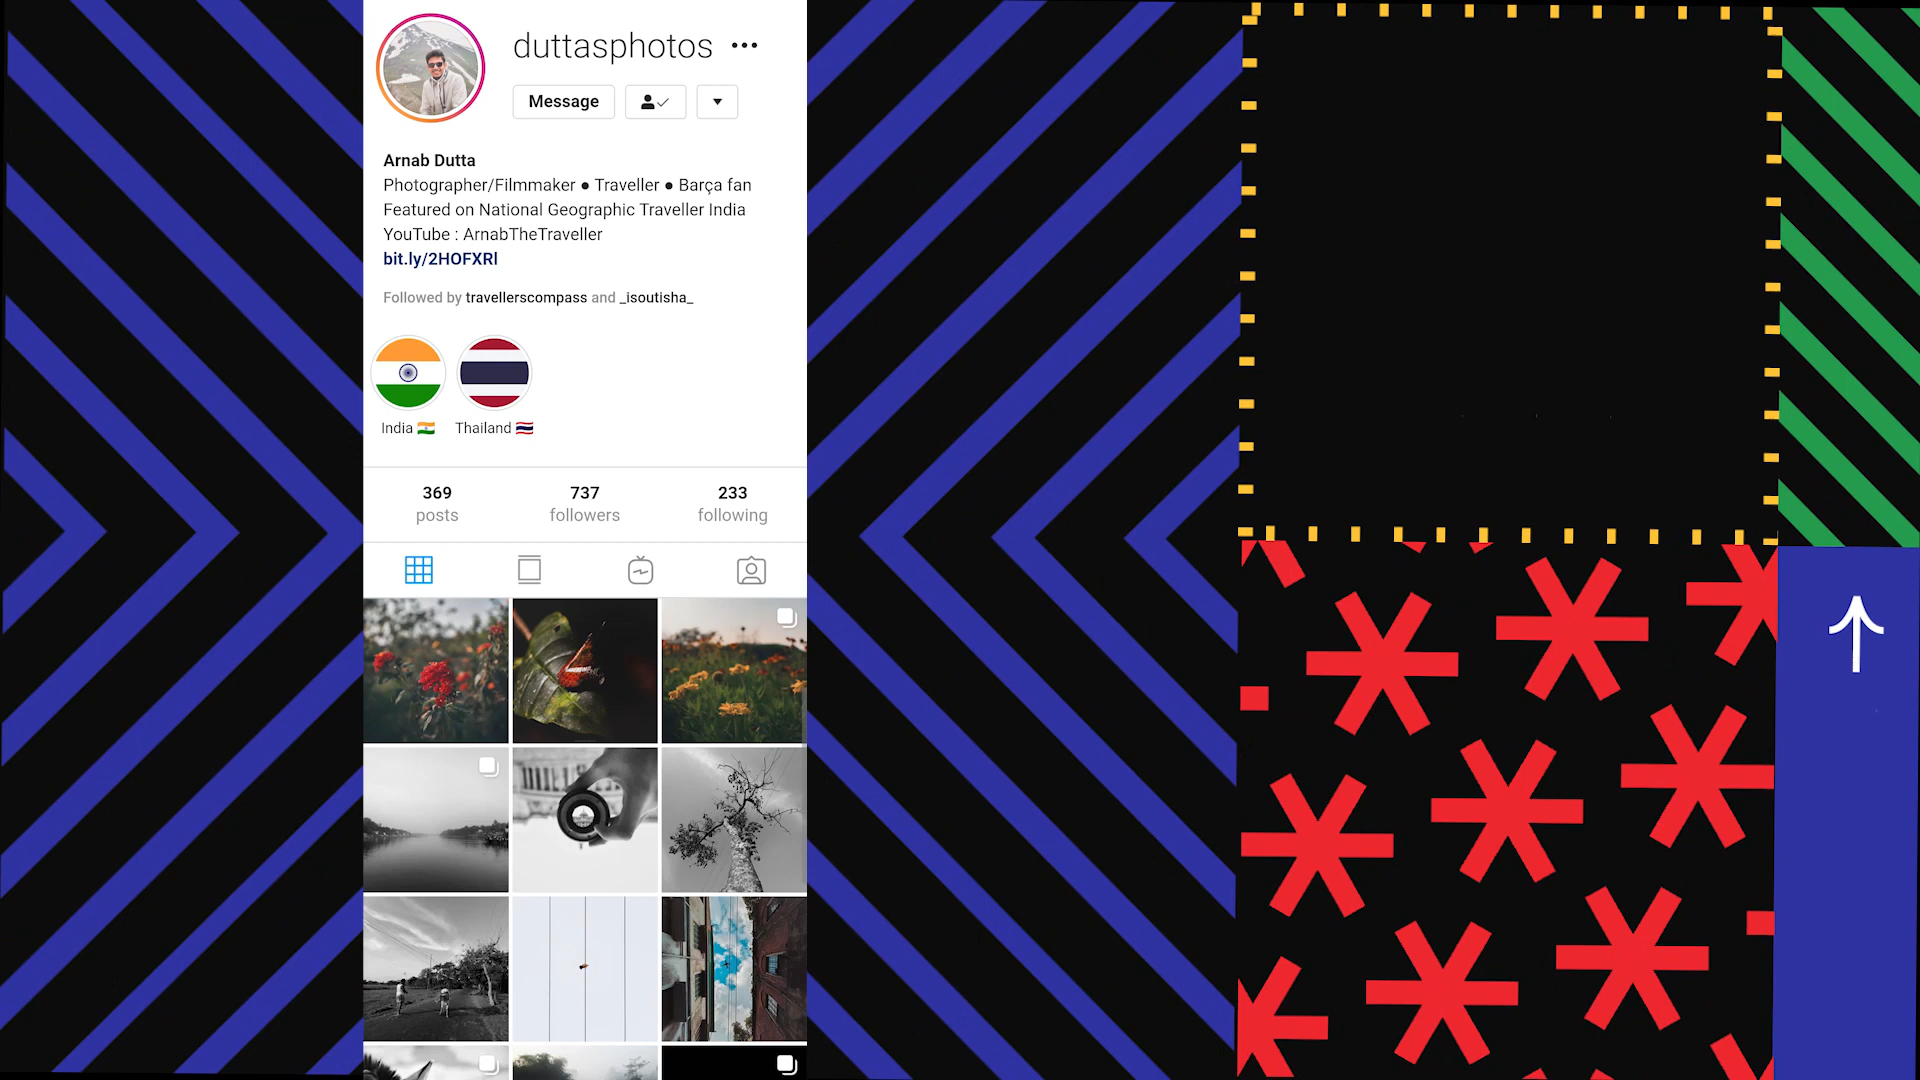 duttasphotos
Message
Arnab Dutta
Photographer/Filmmaker ● Traveller ● Barça fan
Featured on National Geographic Traveller India
YouTube : ArnabTheTraveller
bit.ly/2HOFXRl
Followed by travellerscompass and _isoutisha_
India 🇮🇳 Thailand 🇹🇭
369 737 233
posts followers following